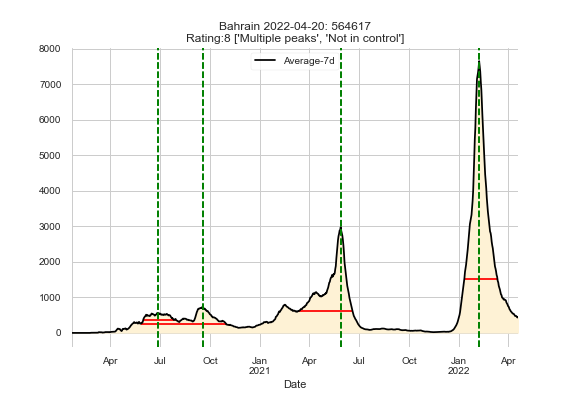 Bahrain 2022-04-20: 564617
Rating:8 ['Multiple peaks', 'Not in control']
Average-7d
8000
7000
6000
5000
4000
3000
2000
1000
0
Apr Jul Oct Jan Apr Jul Oct Jan Apr
2021 2022
Date